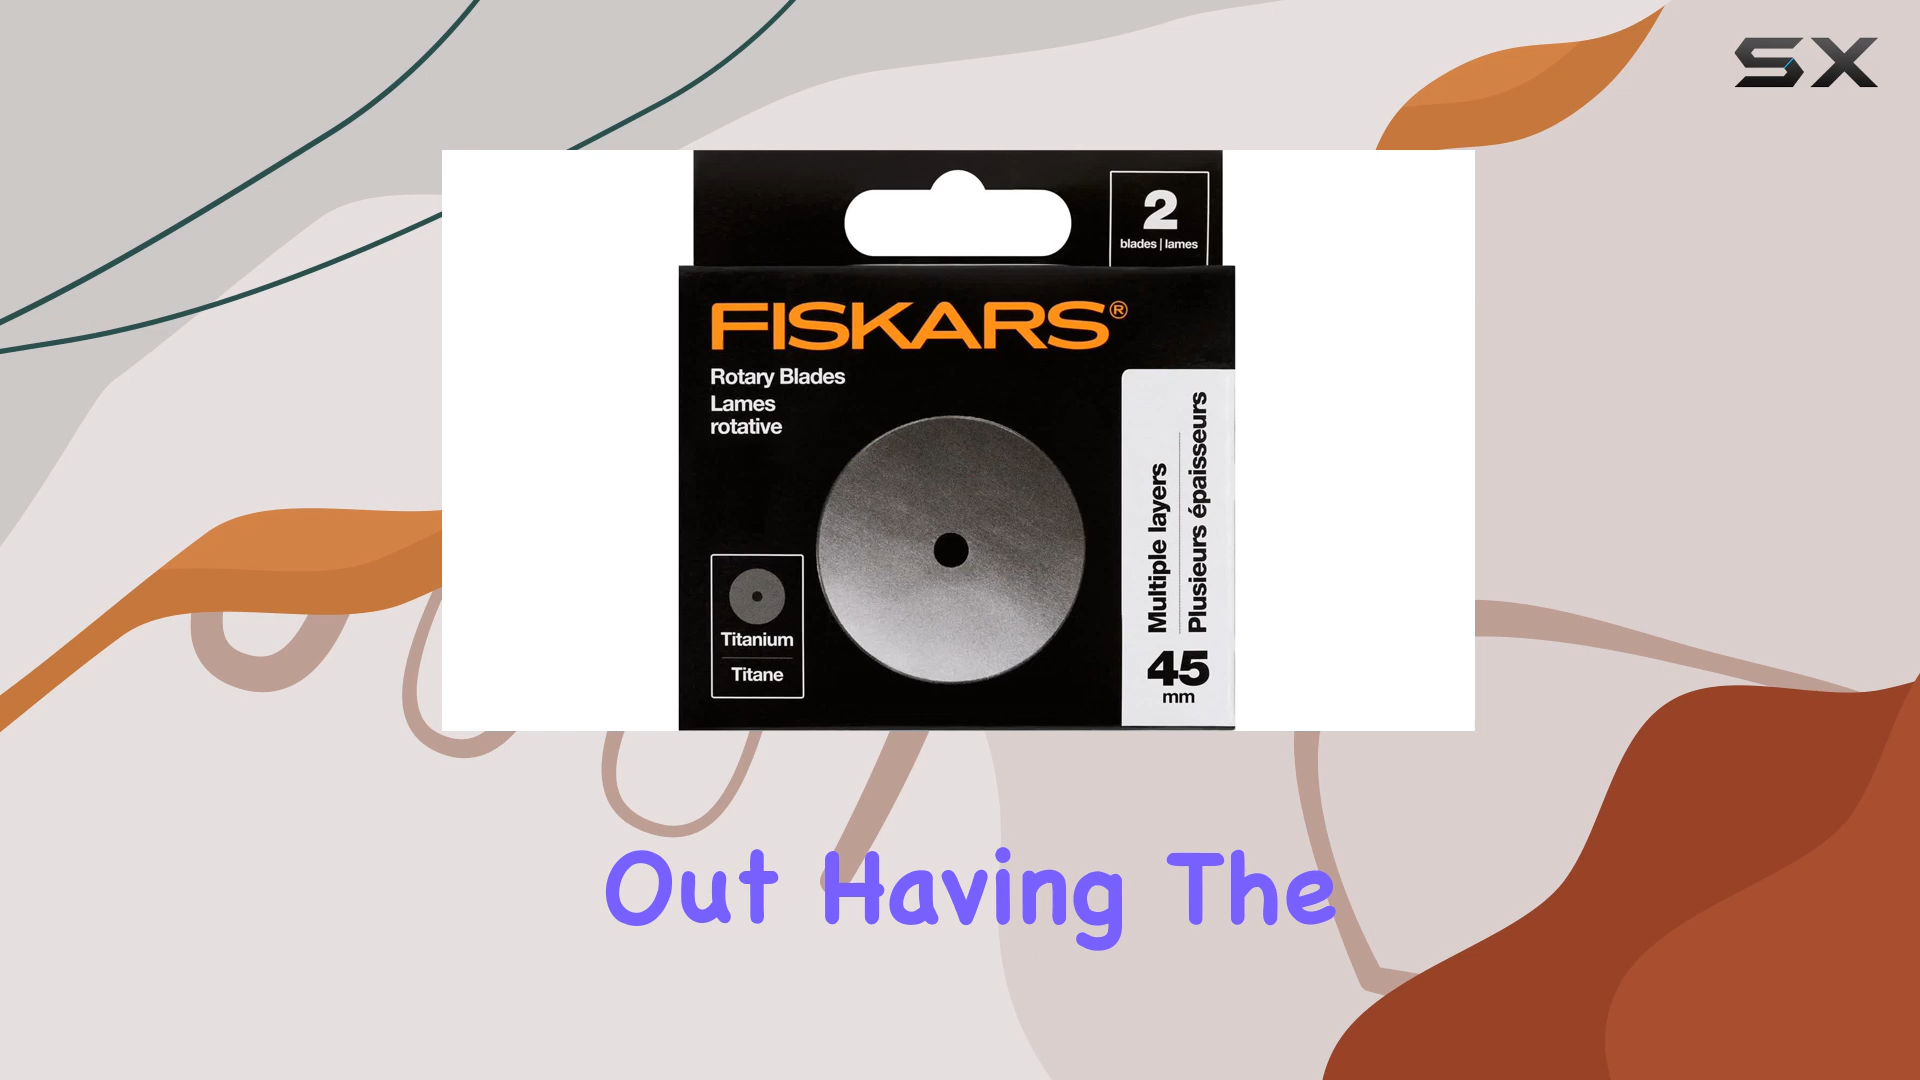 SX
2
blades | lames
FISKARS®
Rotary Blades
Lames
rotative
Multiple layers
Plusieurs épaisseurs
Titanium
Titane
45
mm
Out Having The